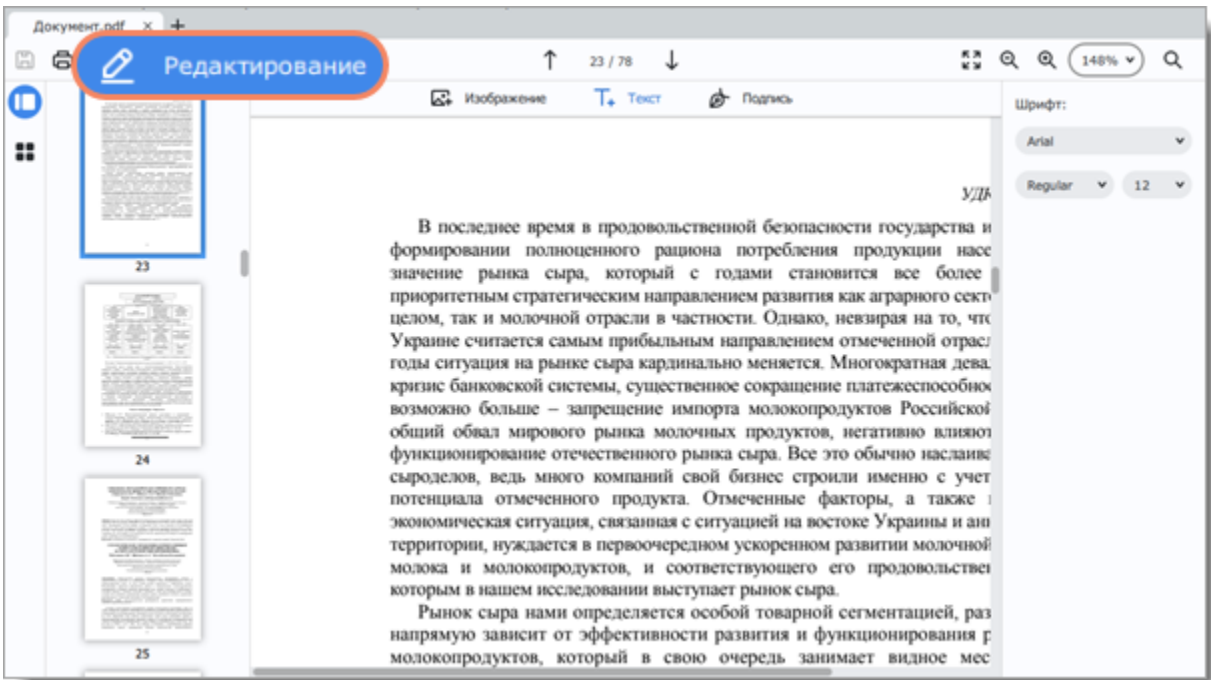 Документ.pdf × +
Редактирование
23 / 78
148%
Изображение Текст Подпись
Шрифт:
Arial
Regular 12
23
24
25
УДК
В последнее время в продовольственной безопасности государства и
формировании полноценного рациона потребления продукции насе
значение рынка сыра, который с годами становится все более
приоритетным стратегическим направлением развития как аграрного сект
целом, так и молочной отрасли в частности. Однако, невзирая на то, что
Украине считается самым прибыльным направлением отмеченной отрас
годы ситуация на рынке сыра кардинально меняется. Многократная дева
кризис банковской системы, существенное сокращение платежеспособно
возможно больше – запрещение импорта молокопродуктов Российской
общий обвал мирового рынка молочных продуктов, негативно влияют
функционирование отечественного рынка сыра. Все это обычно наслаива
сыроделов, ведь много компаний свой бизнес строили именно с учет
потенциала отмеченного продукта. Отмеченные факторы, а также
экономическая ситуация, связанная с ситуацией на востоке Украины и анн
территории, нуждается в первоочередном ускоренном развитии молочной
молока и молокопродуктов, и соответствующего его продовольствен
которым в нашем исследовании выступает рынок сыра.
Рынок сыра нами определяется особой товарной сегментацией, раз
напрямую зависит от эффективности развития и функционирования р
молокопродуктов, который в свою очередь занимает видное мес